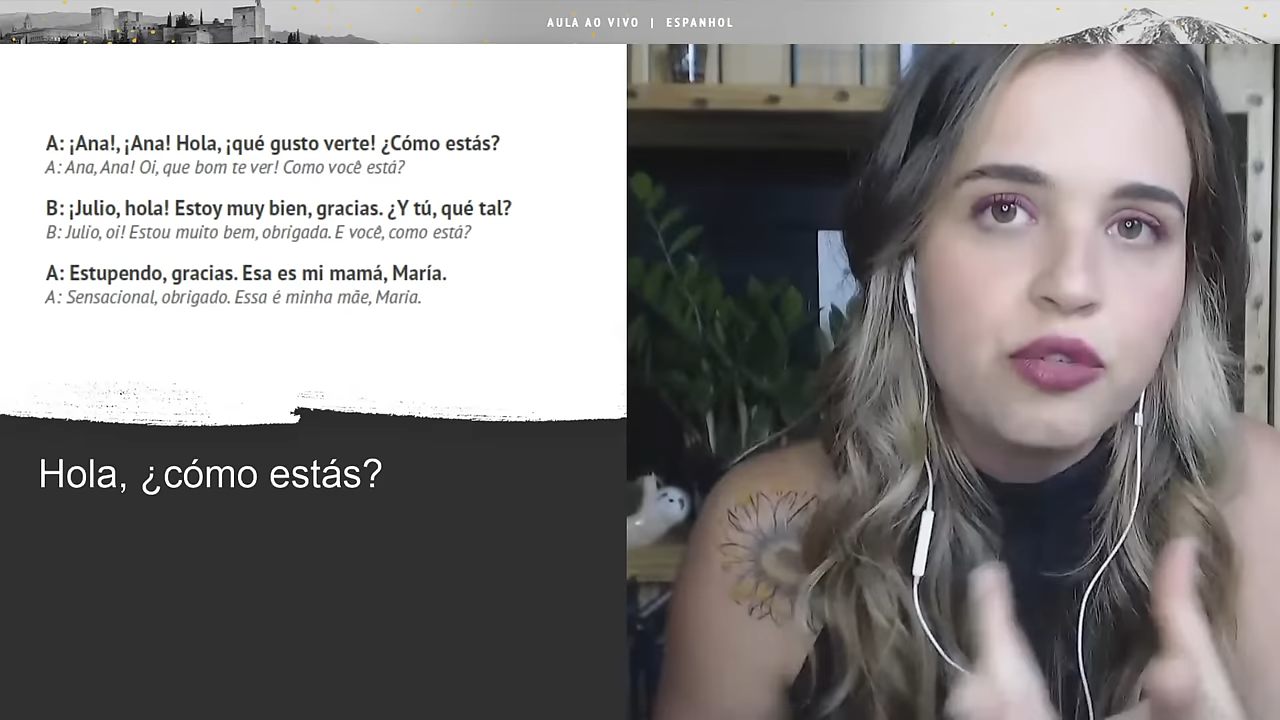 AULA AO VIVO | ESPANHOL
A: ¡Ana!, ¡Ana! Hola, ¡qué gusto verte! ¿Cómo estás?
A: Ana, Ana! Oi, que bom te ver! Como você está?
B: ¡Julio, hola! Estoy muy bien, gracias. ¿Y tú, qué tal?
B: Julio, oi! Estou muito bem, obrigada. E você, como está?
A: Estupendo, gracias. Esa es mi mamá, María.
A: Sensacional, obrigado. Essa é minha mãe, Maria.
Hola, ¿cómo estás?